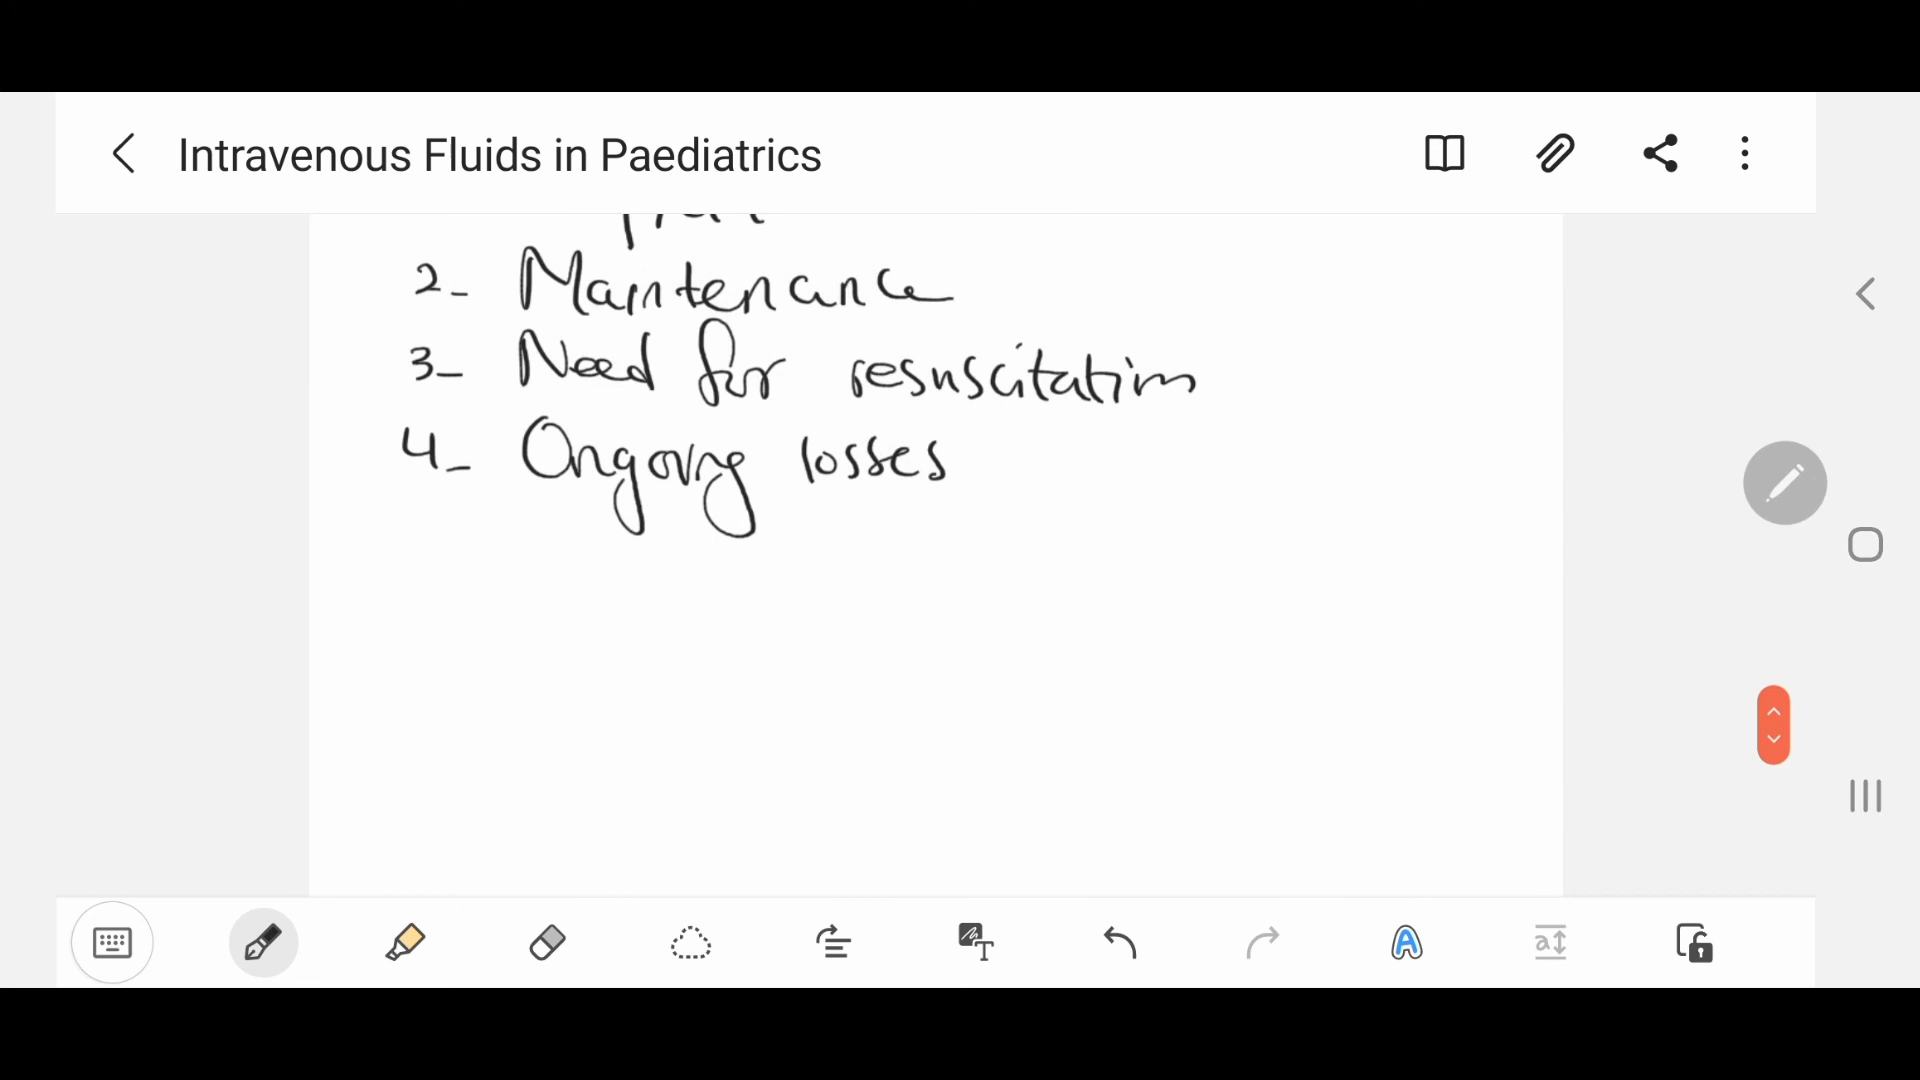 Intravenous Fluids in Paediatrics
2- Maintenance
3- Need for resuscitation
4- Ongoing losses